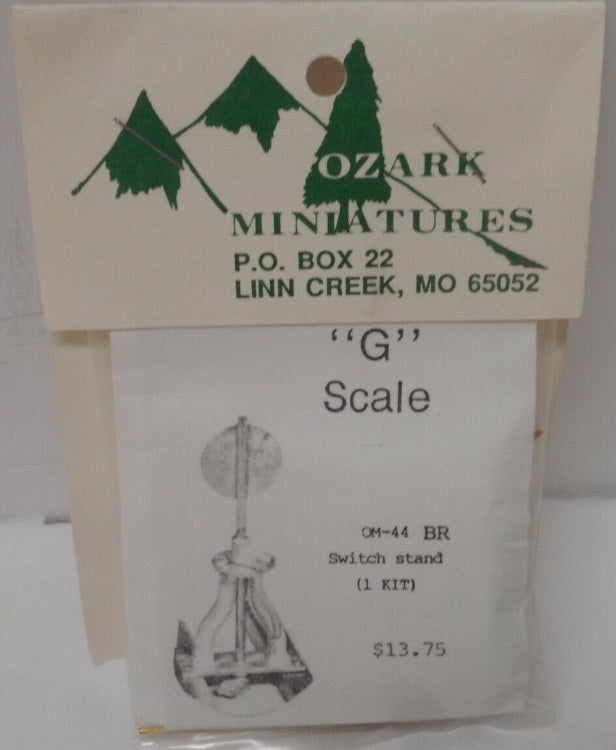 OZARK
MINIATURES
P.O. BOX 22
LINN CREEK, MO 65052
"G"
Scale
OM-44 BR
Switch stand
(1 KIT)
$13.75